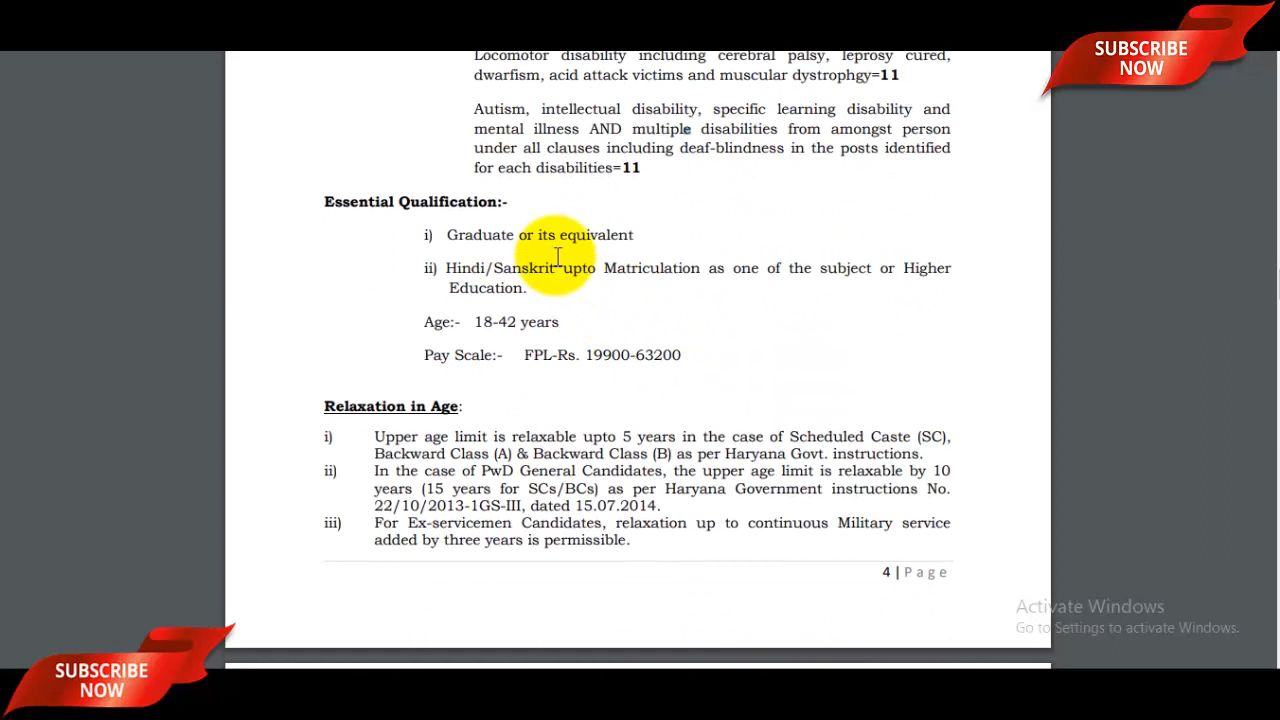 SUBSCRIBE
NOW
Locomotor disability including cerebral palsy, leprosy cured,
dwarfism, acid attack victims and muscular dystrophgy=11
Autism, intellectual disability, specific learning disability and
mental illness AND multiple disabilities from amongst person
under all clauses including deaf-blindness in the posts identified
for each disabilities=11
Essential Qualification:-
i) Graduate or its equivalent
ii) Hindi/Sanskrit upto Matriculation as one of the subject or Higher
Education.
Age:- 18-42 years
Pay Scale:- FPL-Rs. 19900-63200
Relaxation in Age:
i) Upper age limit is relaxable upto 5 years in the case of Scheduled Caste (SC),
Backward Class (A) & Backward Class (B) as per Haryana Govt. instructions.
ii) In the case of PwD General Candidates, the upper age limit is relaxable by 10
years (15 years for SCs/BCs) as per Haryana Government instructions No.
22/10/2013-1GS-III, dated 15.07.2014.
iii) For Ex-servicemen Candidates, relaxation up to continuous Military service
added by three years is permissible.
4 | Page
Activate Windows
Go to Settings to activate Windows.
SUBSCRIBE
NOW